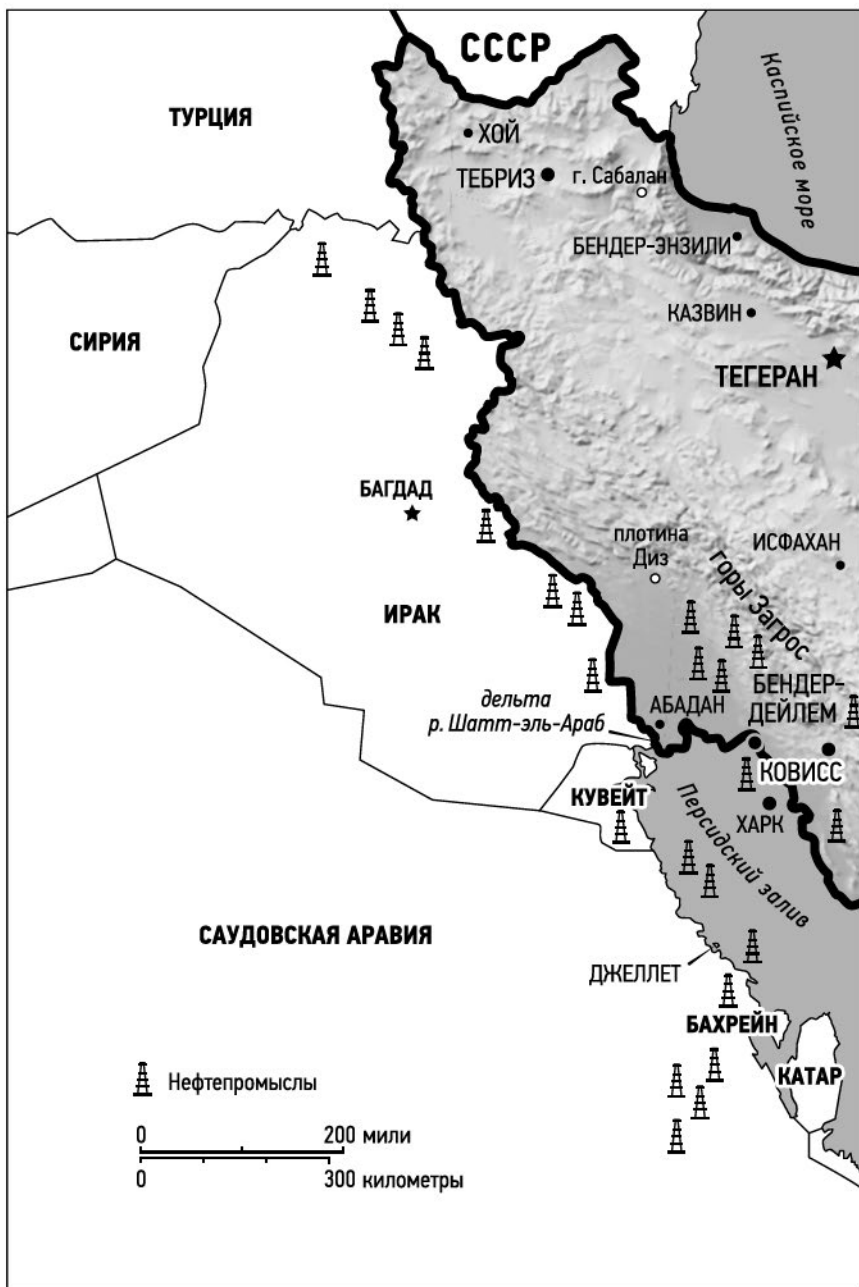 СССР
Каспийское море
ТУРЦИЯ
ХОЙ
ТЕБРИЗ
г. Сабалан
БЕНДЕР-ЭНЗИЛИ
КАЗВИН
СИРИЯ
ТЕГЕРАН
БАГДАД
плотина
Диз
ИСФАХАН
горы Загрос
ИРАК
БЕНДЕР-
ДЕЙЛЕМ
дельта
р. Шатт-эль-Араб
АБАДАН
КОВИСС
КУВЕЙТ
ХАРК
Персидский залив
САУДОВСКАЯ АРАВИЯ
ДЖЕЛЛЕТ
БАХРЕЙН
КАТАР
Нефтепромыслы
0 200 мили
0 300 километры